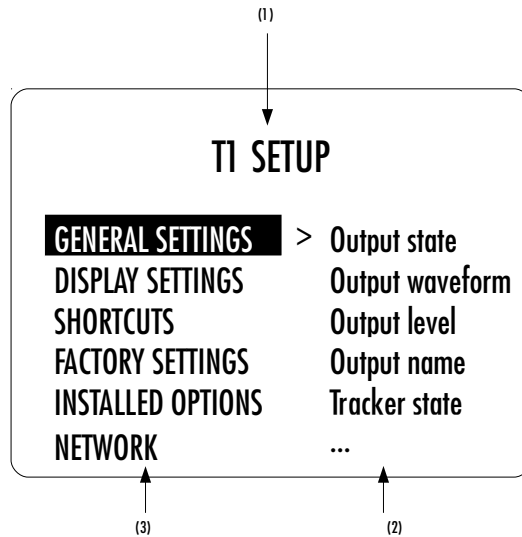 (1)
T1 SETUP
GENERAL SETTINGS > Output state
DISPLAY SETTINGS Output waveform
SHORTCUTS Output level
FACTORY SETTINGS Output name
INSTALLED OPTIONS Tracker state
NETWORK ...
(3) (2)